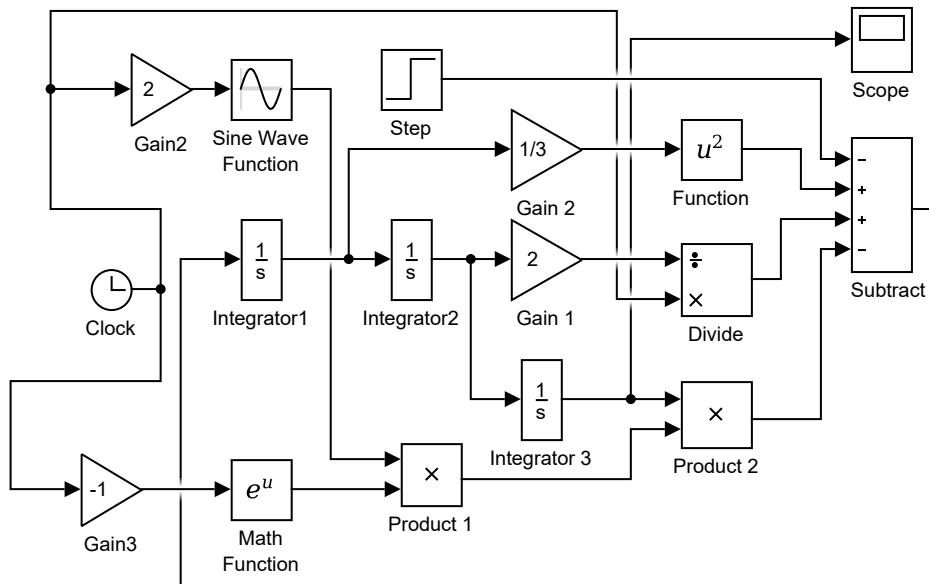 2
Gain2
Sine Wave
Function
Step
Scope
1/3
Gain 2
u²
Function
−
+
+
−
Subtract
Clock
1
s
Integrator1
1
s
Integrator2
2
Gain 1
÷
×
Divide
1
s
Integrator 3
×
Product 2
-1
Gain3
eᵘ
Math
Function
×
Product 1